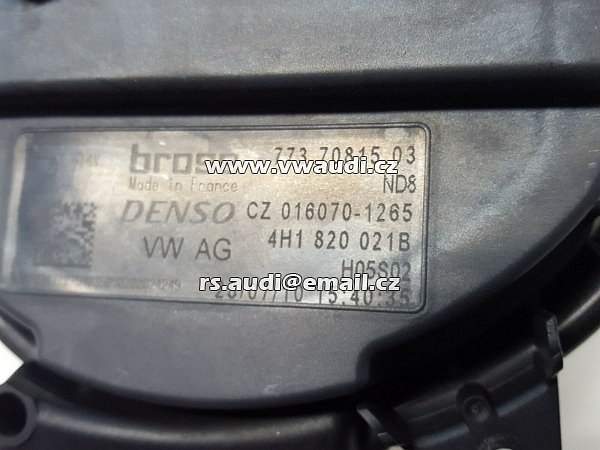 brose 773 70815 03
www.vwaudi.cz
Made in France ND8
DENSO CZ 016070-1265
VW AG 4H1 820 021B
H05S02
rs.audi@email.cz
28/07/10 15:40:35